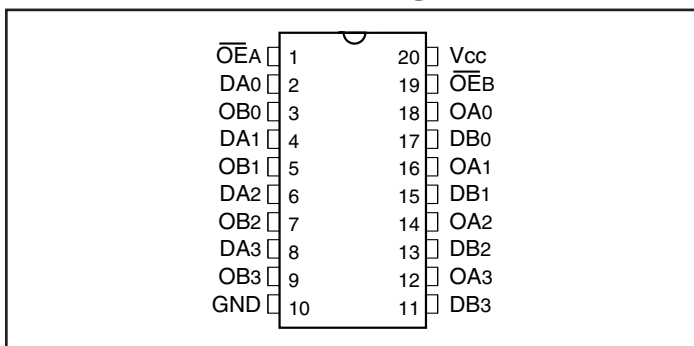 O̅E̅A 1 20 Vcc
DA0 2 19 O̅E̅B
OB0 3 18 OA0
DA1 4 17 DB0
OB1 5 16 OA1
DA2 6 15 DB1
OB2 7 14 OA2
DA3 8 13 DB2
OB3 9 12 OA3
GND 10 11 DB3